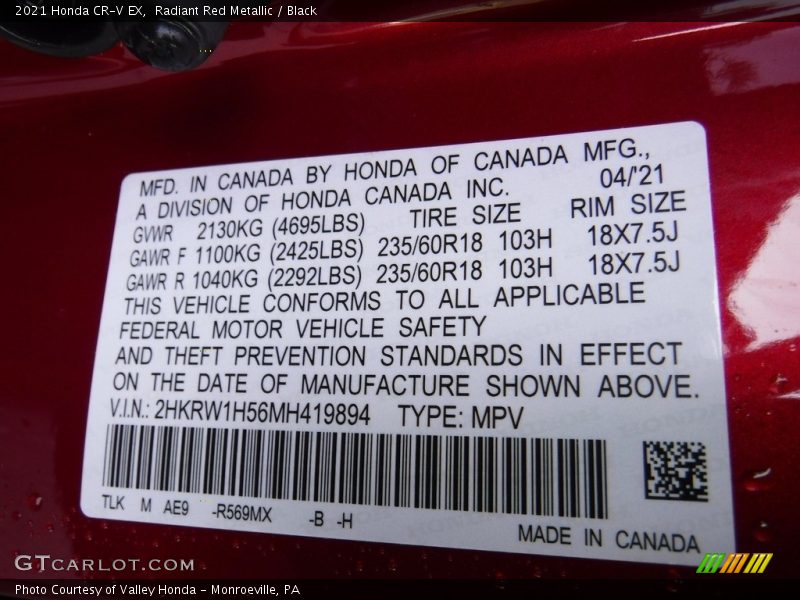 2021 Honda CR-V EX,  Radiant Red Metallic / Black
MFD. IN CANADA BY HONDA OF CANADA MFG.,
A DIVISION OF HONDA CANADA INC. 04/'21
GVWR 2130KG (4695LBS) TIRE SIZE RIM SIZE
GAWR F 1100KG (2425LBS) 235/60R18 103H 18X7.5J
GAWR R 1040KG (2292LBS) 235/60R18 103H 18X7.5J
THIS VEHICLE CONFORMS TO ALL APPLICABLE
FEDERAL MOTOR VEHICLE SAFETY
AND THEFT PREVENTION STANDARDS IN EFFECT
ON THE DATE OF MANUFACTURE SHOWN ABOVE.
V.I.N.: 2HKRW1H56MH419894 TYPE: MPV
TLK M AE9 -R569MX -B -H
MADE IN CANADA
GTCARLOT.COM
Photo Courtesy of Valley Honda - Monroeville, PA